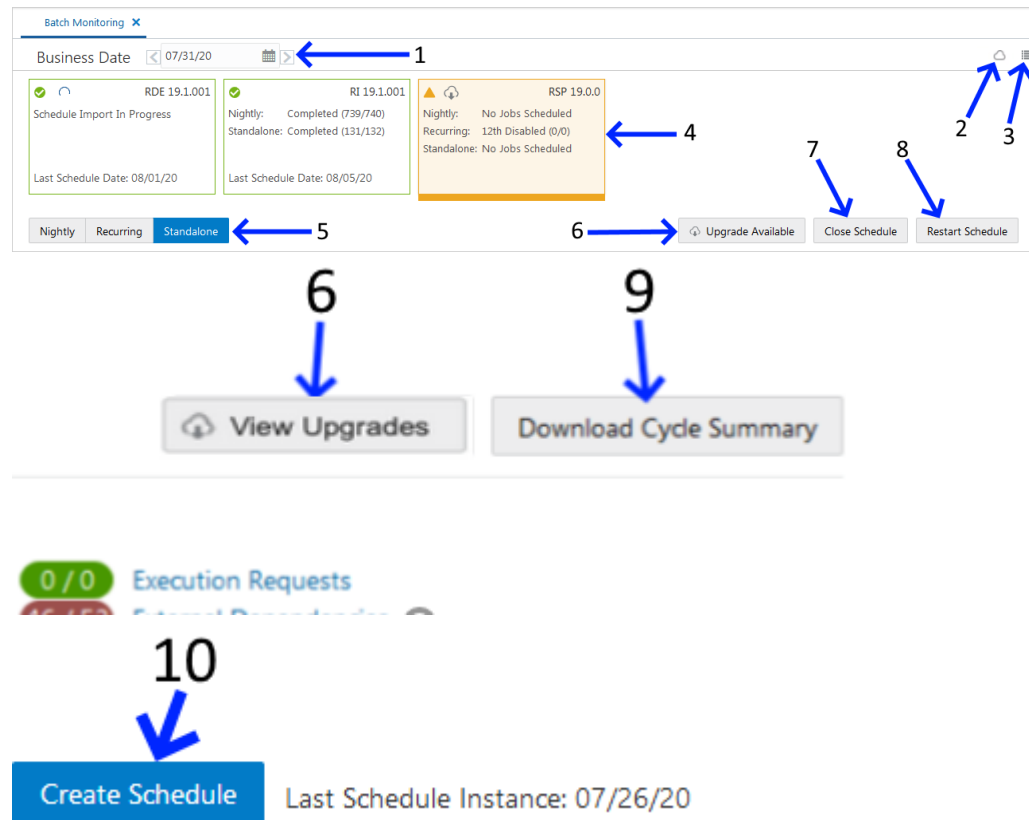 Batch Monitoring
Business Date 07/31/20 1
RDE 19.1.001
Schedule Import In Progress
Last Schedule Date: 08/01/20
RI 19.1.001
Nightly: Completed (739/740)
Standalone: Completed (131/132)
Last Schedule Date: 08/05/20
RSP 19.0.0
Nightly: No Jobs Scheduled
Recurring: 12th Disabled (0/0)
Standalone: No Jobs Scheduled
4
2
3
7
8
Nightly Recurring Standalone 5 6 Upgrade Available Close Schedule Restart Schedule
6 9
View Upgrades Download Cycle Summary
0 / 0 Execution Requests
10
Create Schedule Last Schedule Instance: 07/26/20